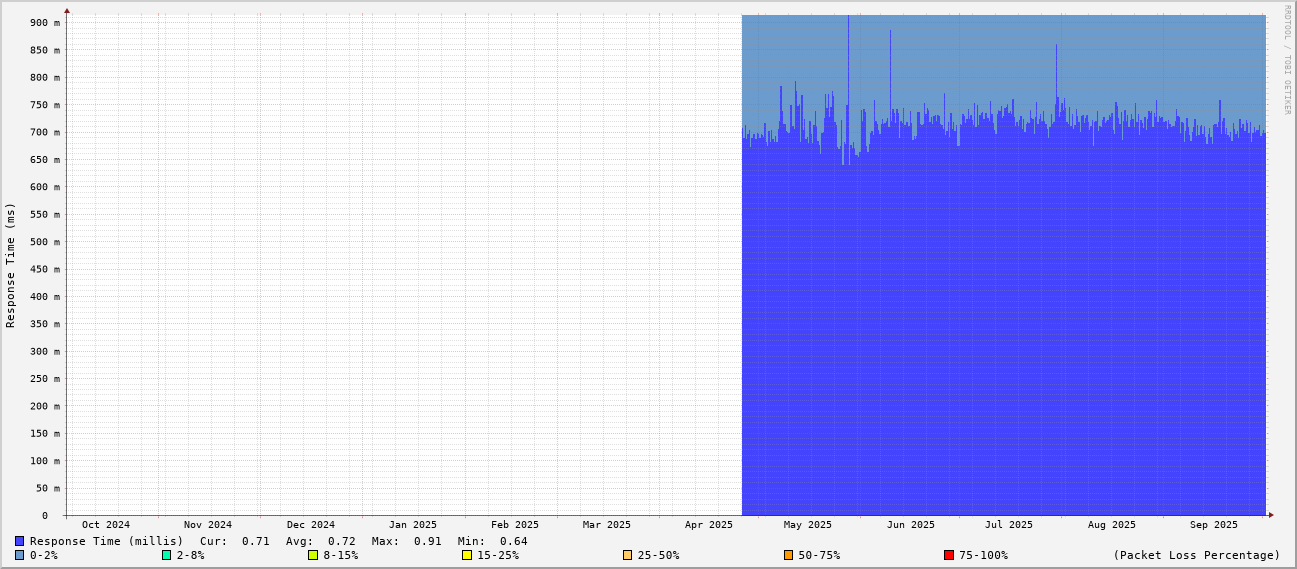 RRDTOOL / TOBI OETIKER
Response Time (ms)
900 m
850 m
800 m
750 m
700 m
650 m
600 m
550 m
500 m
450 m
400 m
350 m
300 m
250 m
200 m
150 m
100 m
50 m
0
Oct 2024 Nov 2024 Dec 2024 Jan 2025 Feb 2025 Mar 2025 Apr 2025 May 2025 Jun 2025 Jul 2025 Aug 2025 Sep 2025
Response Time (millis) Cur: 0.71 Avg: 0.72 Max: 0.91 Min: 0.64
0-2% 2-8% 8-15% 15-25% 25-50% 50-75% 75-100% (Packet Loss Percentage)